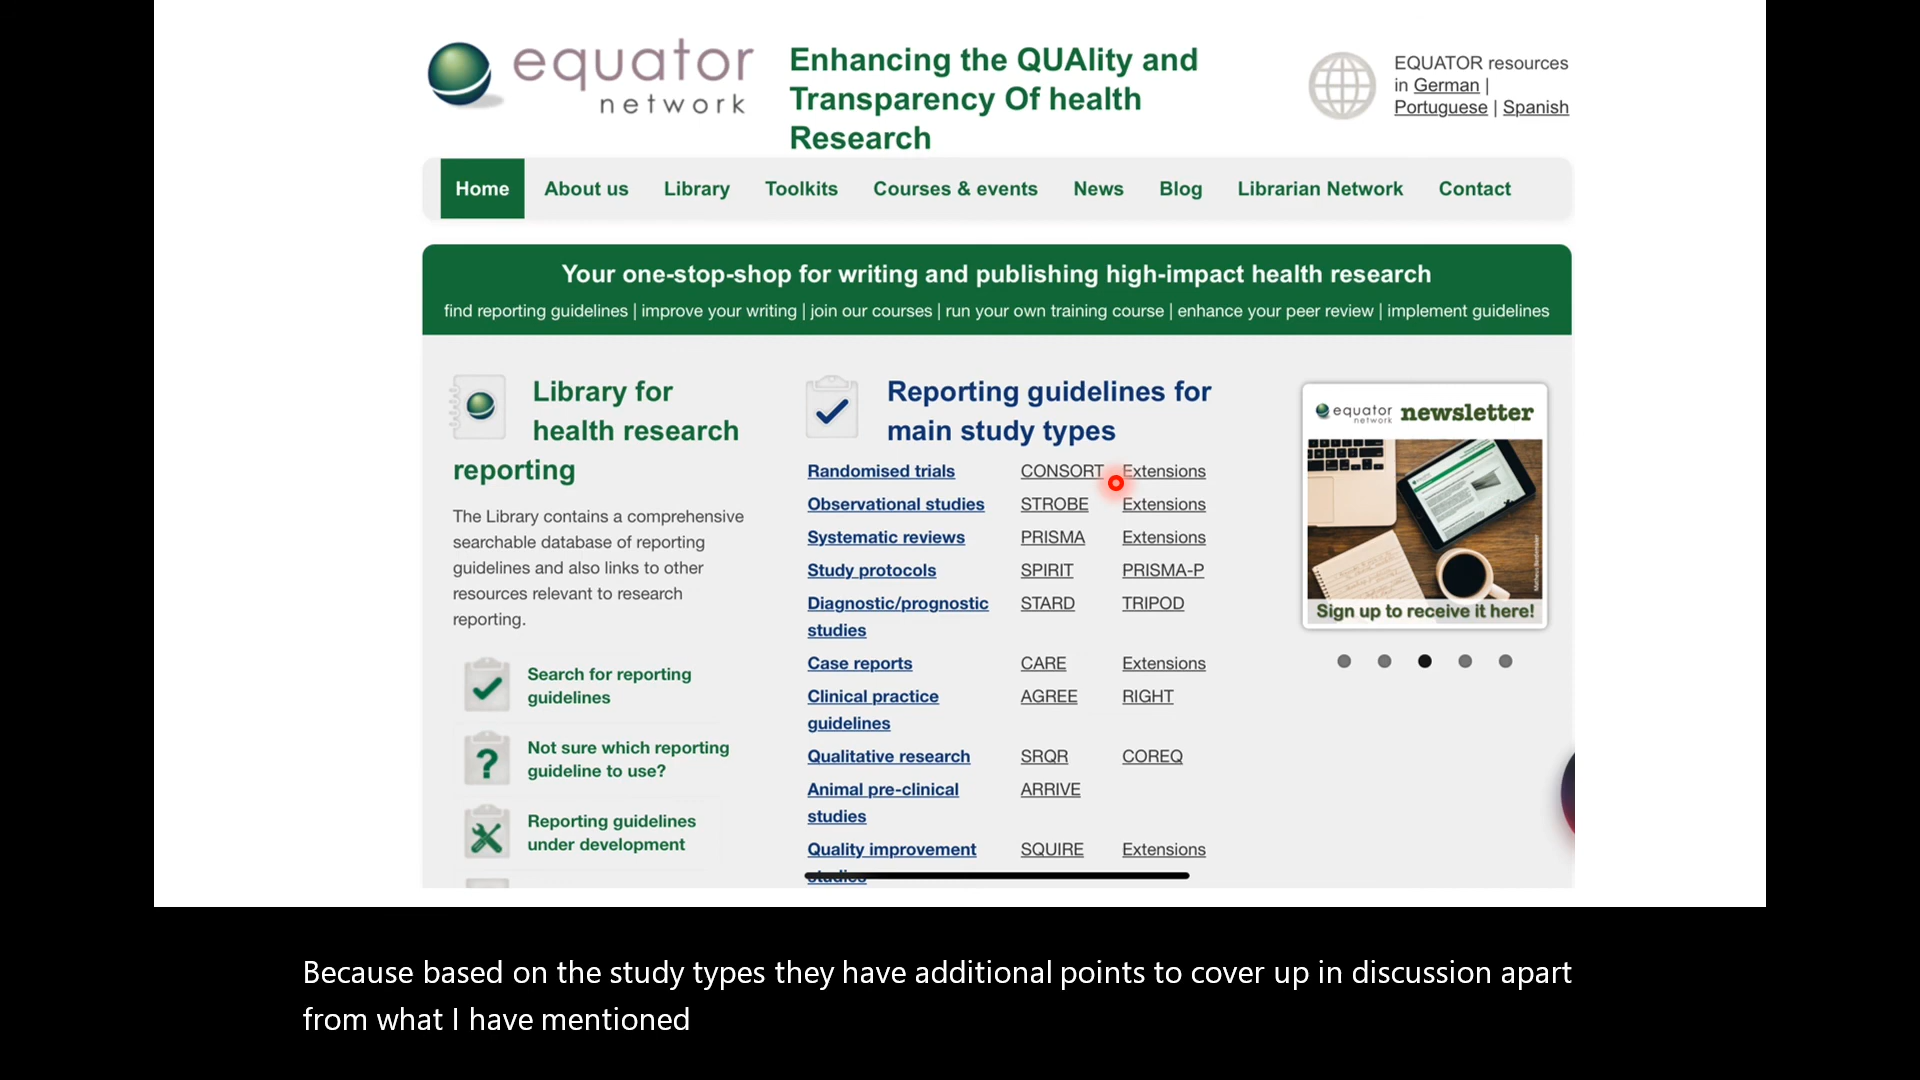 equator
network
Enhancing the QUAlity and
Transparency Of health
Research
EQUATOR resources
in German |
Portuguese | Spanish
Home About us Library Toolkits Courses & events News Blog Librarian Network Contact
Your one-stop-shop for writing and publishing high-impact health research
find reporting guidelines | improve your writing | join our courses | run your own training course | enhance your peer review | implement guidelines
Library for
health research
reporting
The Library contains a comprehensive
searchable database of reporting
guidelines and also links to other
resources relevant to research
reporting.
Search for reporting
guidelines
Not sure which reporting
guideline to use?
Reporting guidelines
under development
Reporting guidelines for
main study types
Randomised trials CONSORT Extensions
Observational studies STROBE Extensions
Systematic reviews PRISMA Extensions
Study protocols SPIRIT PRISMA-P
Diagnostic/prognostic STARD TRIPOD
studies
Case reports CARE Extensions
Clinical practice AGREE RIGHT
guidelines
Qualitative research SRQR COREQ
Animal pre-clinical ARRIVE
studies
Quality improvement SQUIRE Extensions
studies
equator
network
newsletter
Sign up to receive it here!
Because based on the study types they have additional points to cover up in discussion apart
from what I have mentioned